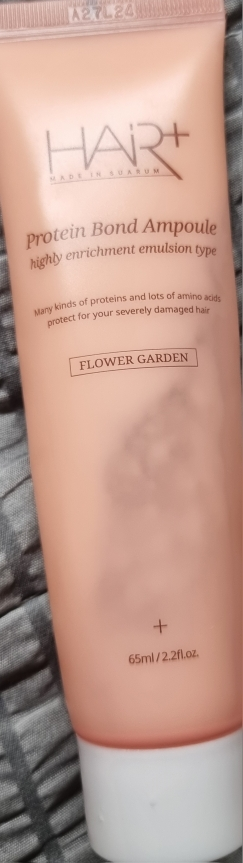 A27L24
HAiR+
MADE IN SUARUM
Protein Bond Ampoule
highly enrichment emulsion type
Many kinds of proteins and lots of amino acids
protect for your severely damaged hair
FLOWER GARDEN
+
65ml / 2.2fl.oz.